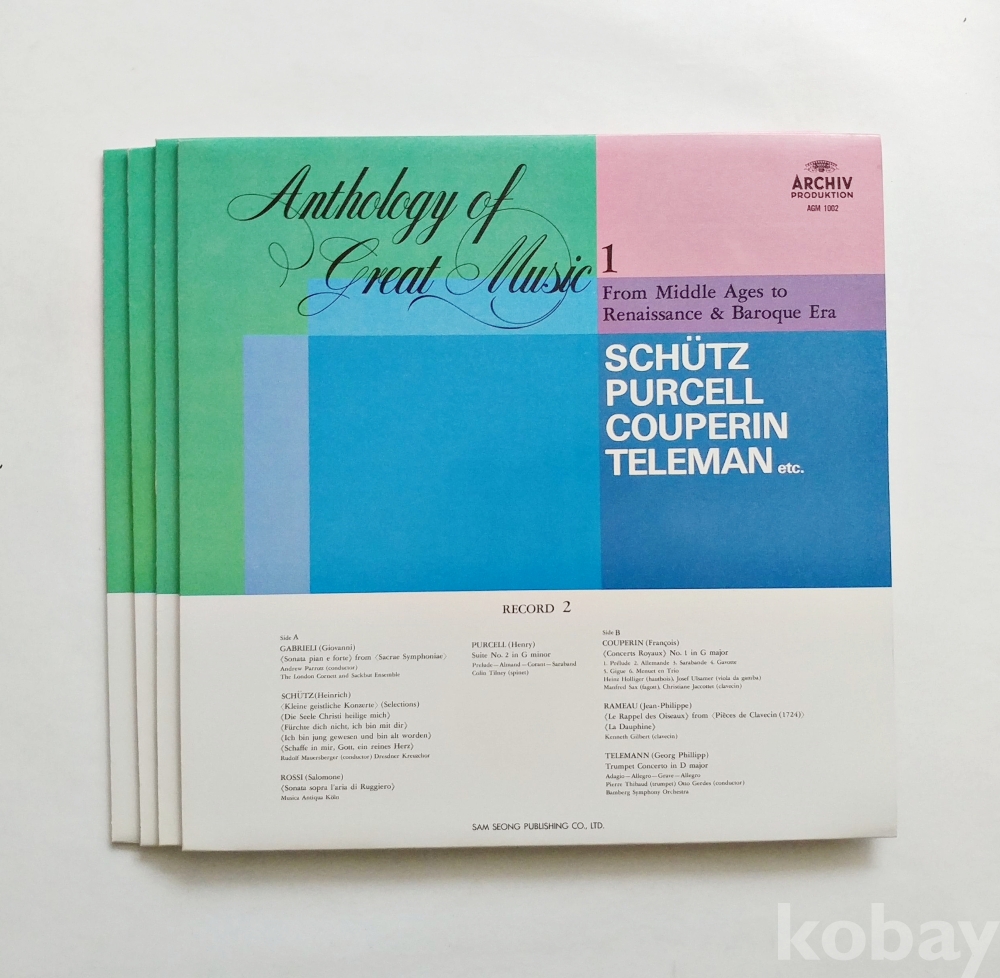 Anthology of
Great Music
1
From Middle Ages to
Renaissance & Baroque Era
ARCHIV
PRODUKTION
AGM 1002
SCHÜTZ
PURCELL
COUPERIN
TELEMAN etc.
RECORD 2
Side A
GABRIELI (Giovanni)
⟨Sonata pian e forte⟩ from ⟨Sacrae Symphoniae⟩
Andrew Parrott (conductor)
The London Cornett and Sackbut Ensemble
SCHÜTZ (Heinrich)
⟨Kleine geistliche Konzerte⟩ (Selections)
⟨Die Seele Christi heilige mich⟩
⟨Fürchte dich nicht, ich bin mit dir⟩
⟨Ich bin jung gewesen und bin alt worden⟩
⟨Schaffe in mir, Gott, ein reines Herz⟩
Rudolf Mauersberger (conductor) Dresdner Kreuzchor
ROSSI (Salomone)
⟨Sonata sopra l'aria di Ruggiero⟩
Musica Antiqua Köln
PURCELL (Henry)
Suite No. 2 in G minor
Prelude—Almand—Corant—Saraband
Colin Tilney (spinet)
Side B
COUPERIN (François)
⟨Concerts Royaux⟩ No. 1 in G major
1. Prélude 2. Allemande 3. Sarabande 4. Gavotte
5. Gigue 6. Menuet en Trio
Heinz Holliger (hautbois), Josef Ulsamer (viola da gamba)
Manfred Sax (fagott), Christiane Jaccottet (clavecin)
RAMEAU (Jean-Philippe)
⟨Le Rappel des Oiseaux⟩ from ⟨Pièces de Clavecin (1724)⟩
⟨La Dauphine⟩
Kenneth Gilbert (clavecin)
TELEMANN (Georg Phillipp)
Trumpet Concerto in D major
Adagio—Allegro—Grave—Allegro
Pierre Thibaud (trumpet) Otto Gerdes (conductor)
Bamberg Symphony Orchestra
SAM SEONG PUBLISHING CO., LTD.
kobay